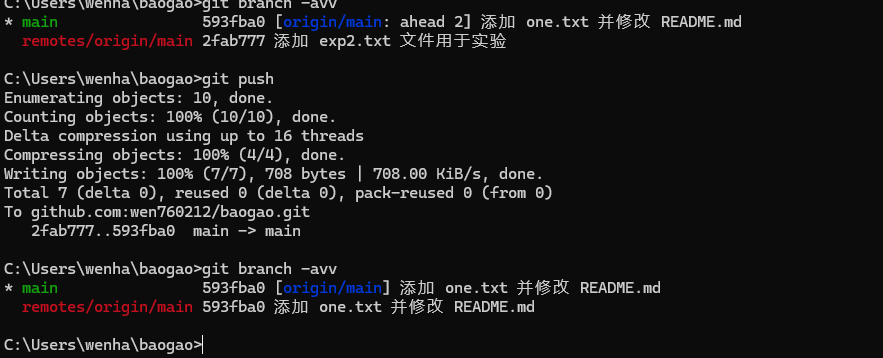 C:\Users\wenha\baogao>git branch -avv
* main 593fba0 [origin/main: ahead 2] 添加 one.txt 并修改 README.md
remotes/origin/main 2fab777 添加 exp2.txt 文件用于实验
C:\Users\wenha\baogao>git push
Enumerating objects: 10, done.
Counting objects: 100% (10/10), done.
Delta compression using up to 16 threads
Compressing objects: 100% (4/4), done.
Writing objects: 100% (7/7), 708 bytes | 708.00 KiB/s, done.
Total 7 (delta 0), reused 0 (delta 0), pack-reused 0 (from 0)
To github.com:wen760212/baogao.git
2fab777..593fba0 main -> main
C:\Users\wenha\baogao>git branch -avv
* main 593fba0 [origin/main] 添加 one.txt 并修改 README.md
remotes/origin/main 593fba0 添加 one.txt 并修改 README.md
C:\Users\wenha\baogao>